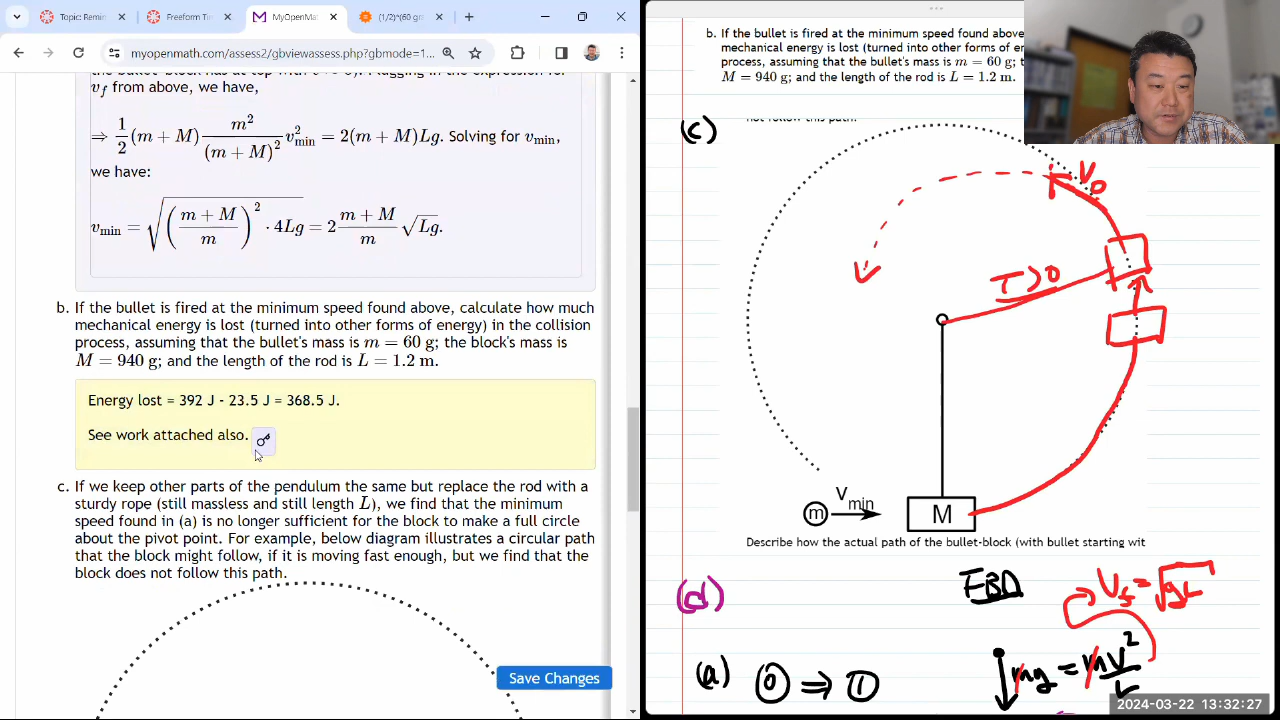 Topic: Remin
Freeform Ter
MyOpenMat
(1/2)*(60 gr
myopenmath.com/assess2/gbviewassess.php?gbmode=1...
the bullet-block has at top with
v_f from above, we have,
⇒ 1/2 (m + M) m²/(m + M)² v²_min = 2(m + M)Lg. Solving for v_min,
we have:
v_min = √((m + M)/m)² · 4Lg = 2 (m + M)/m √Lg.
b. If the bullet is fired at the minimum speed found above, calculate how much
mechanical energy is lost (turned into other forms of energy) in the collision
process, assuming that the bullet's mass is m = 60 g; the block's mass is
M = 940 g; and the length of the rod is L = 1.2 m.
Energy lost = 392 J - 23.5 J = 368.5 J.
See work attached also.
c. If we keep other parts of the pendulum the same but replace the rod with a
sturdy rope (still massless and still length L), we find that the minimum
speed found in (a) is no longer sufficient for the block to make a full circle
about the pivot point. For example, below diagram illustrates a circular path
that the block might follow, if it is moving fast enough, but we find that the
block does not follow this path.
Save Changes
b. If the bullet is fired at the minimum speed found above
mechanical energy is lost (turned into other forms of er
process, assuming that the bullet's mass is m = 60 g; t
M = 940 g; and the length of the rod is L = 1.2 m.
not follow this path.
(c)
V₀
T>0
V_min
m
M
Describe how the actual path of the bullet-block (with bullet starting wit
FBD
V_f = √gL
(d)
(a) ⓪ ⇒ ①
mg = mv²/L
2024-03-22 13:32:27